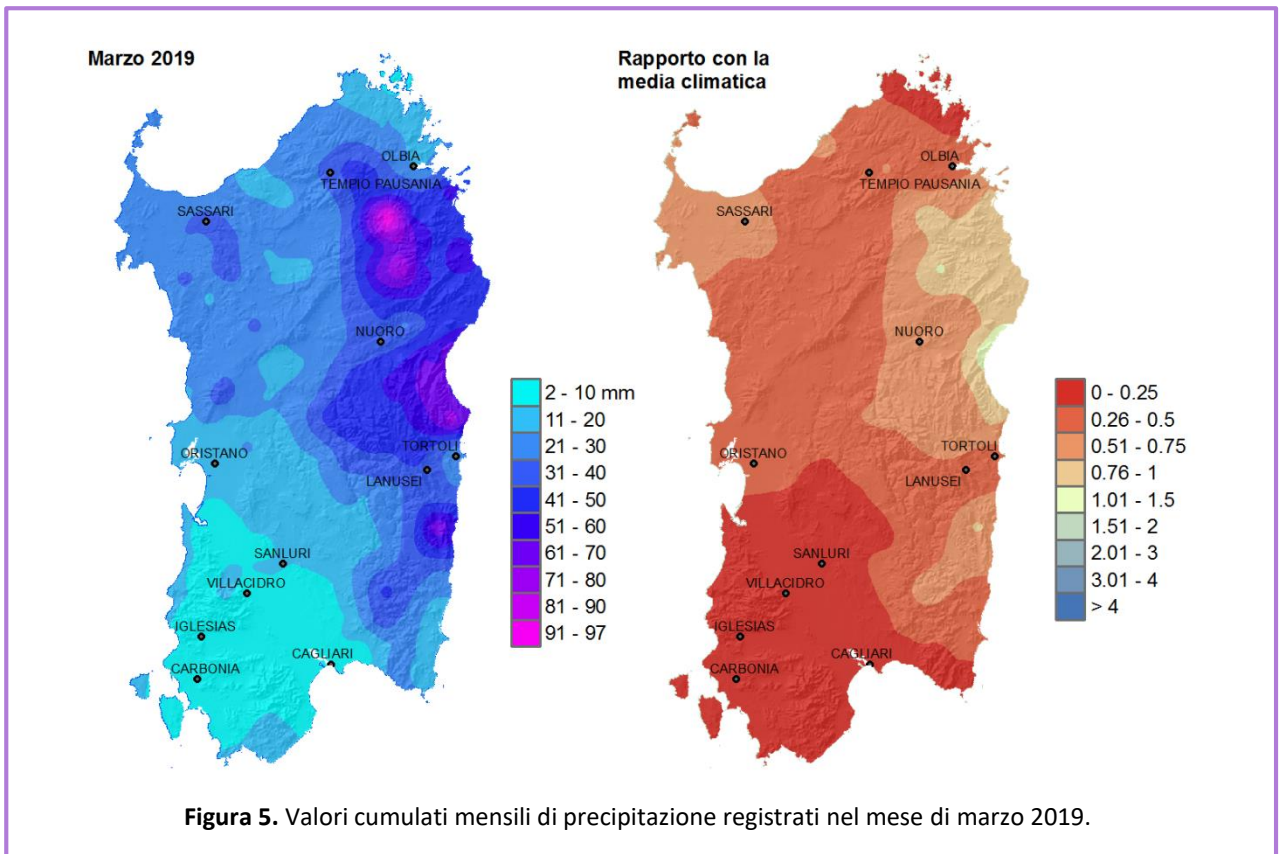 Marzo 2019
OLBIA
TEMPIO PAUSANIA
SASSARI
NUORO
TORTOLI
ORISTANO
LANUSEI
SANLURI
VILLACIDRO
IGLESIAS
CAGLIARI
CARBONIA
2 - 10 mm
11 - 20
21 - 30
31 - 40
41 - 50
51 - 60
61 - 70
71 - 80
81 - 90
91 - 97
Rapporto con la
media climatica
OLBIA
TEMPIO PAUSANIA
SASSARI
NUORO
TORTOLI
ORISTANO
LANUSEI
SANLURI
VILLACIDRO
IGLESIAS
CAGLIARI
CARBONIA
0 - 0.25
0.26 - 0.5
0.51 - 0.75
0.76 - 1
1.01 - 1.5
1.51 - 2
2.01 - 3
3.01 - 4
> 4
Figura 5. Valori cumulati mensili di precipitazione registrati nel mese di marzo 2019.